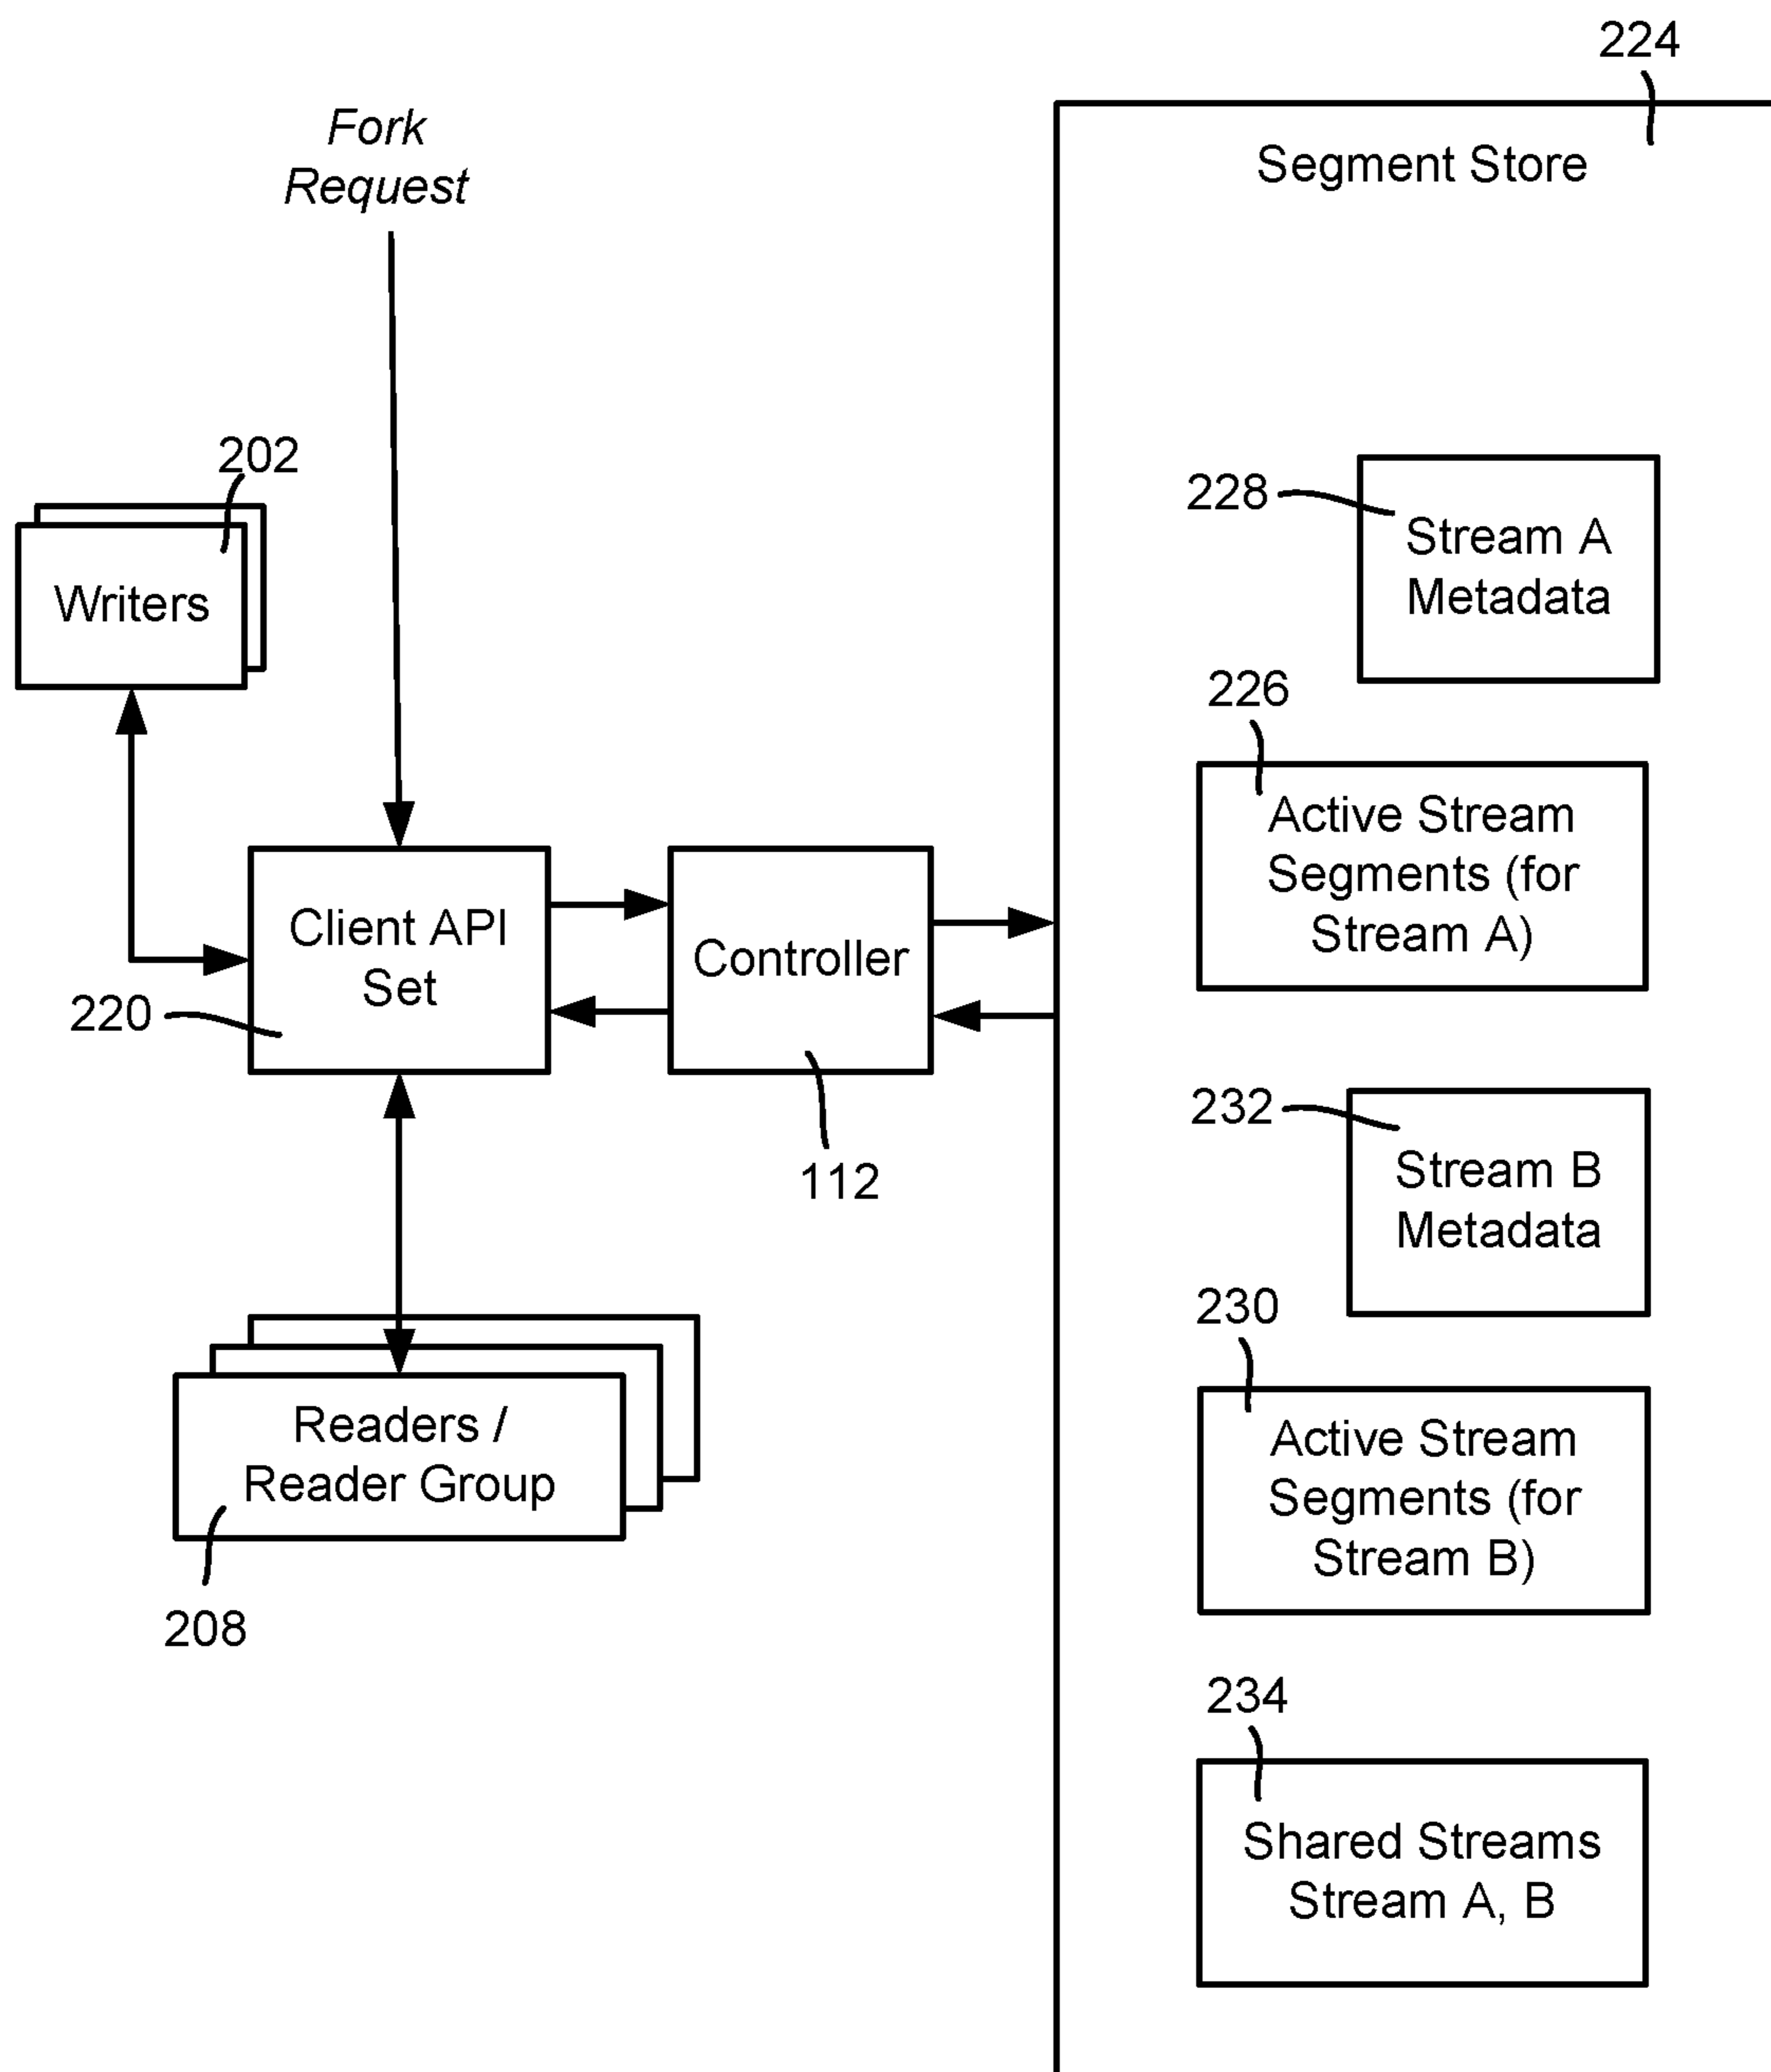 224
Segment Store
Fork
Request
202
Writers
228
Stream A
Metadata
226
Active Stream
Segments (for
Stream A)
Client API
Set
220
Controller
112
232
Stream B
Metadata
230
Active Stream
Segments (for
Stream B)
Readers /
Reader Group
208
234
Shared Streams
Stream A, B